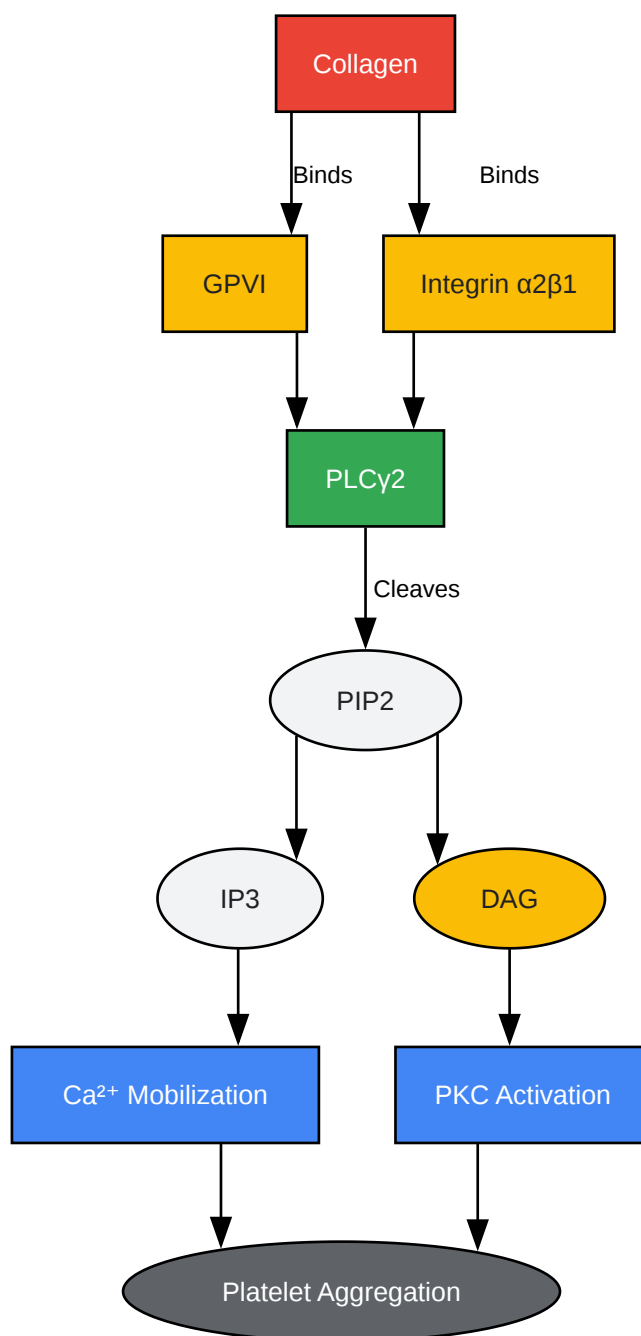 Collagen
Binds
Binds
GPVI
Integrin α2β1
PLCγ2
Cleaves
PIP2
IP3
DAG
Ca²⁺ Mobilization
PKC Activation
Platelet Aggregation